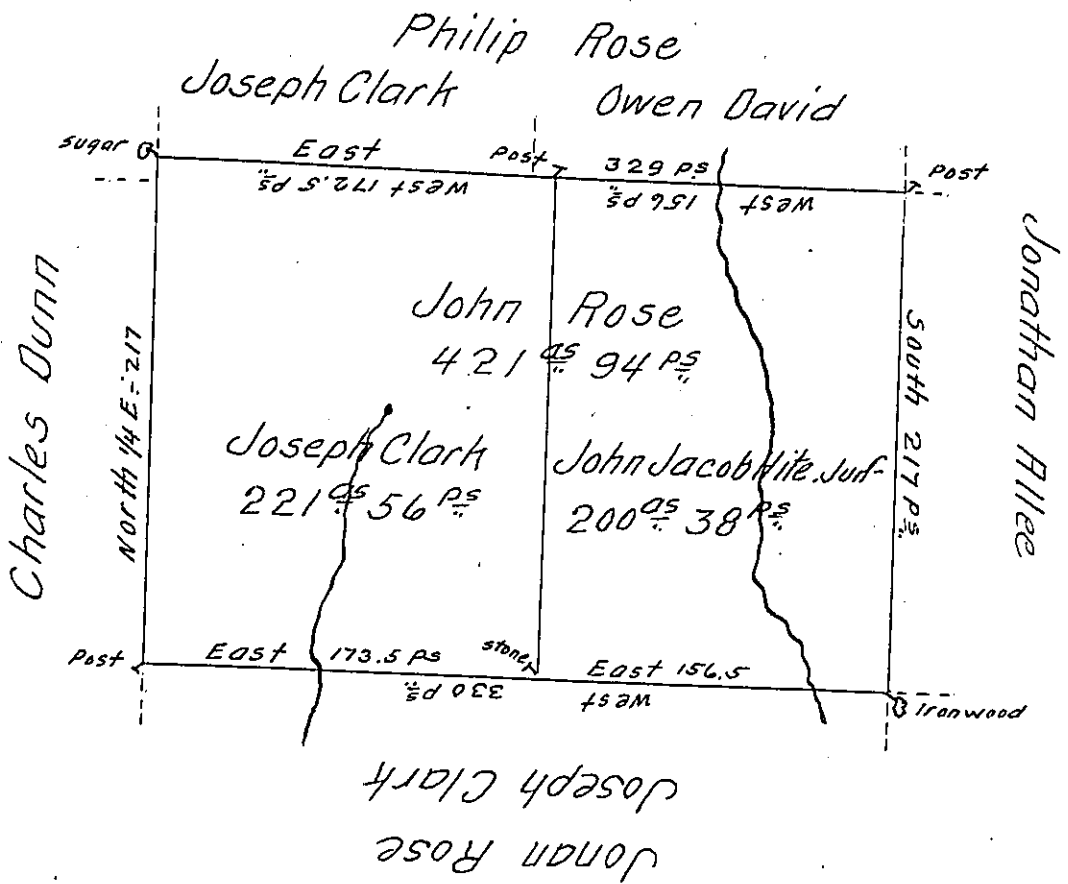 Philip Rose
Joseph Clark
Owen David
sugar
East
Post
329 ps
Post
West 172.5 ps
West 156 ps
Charles Dunn
North 1/4 E - 217
John Rose
421 as 94 ps
South 217 ps
Jonathan Allee
Joseph Clark
221 as 56 ps
John Jacob Hite, Jun
200 as 38 ps
Post
East 173.5 ps
stone
East 156.5
West 330 ps
Ironwood
Joseph Clark
Jonan Rose